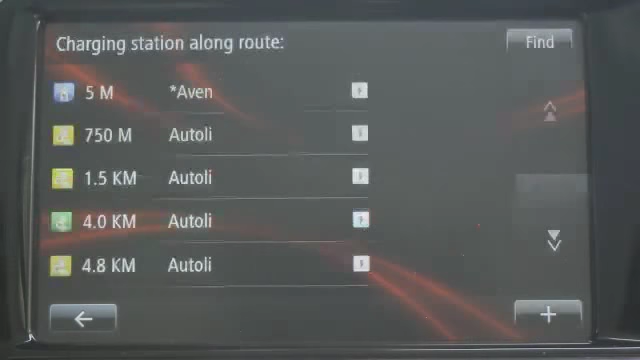 Charging station along route:
Find
5 M *Aven
750 M Autoli
1.5 KM Autoli
4.0 KM Autoli
4.8 KM Autoli